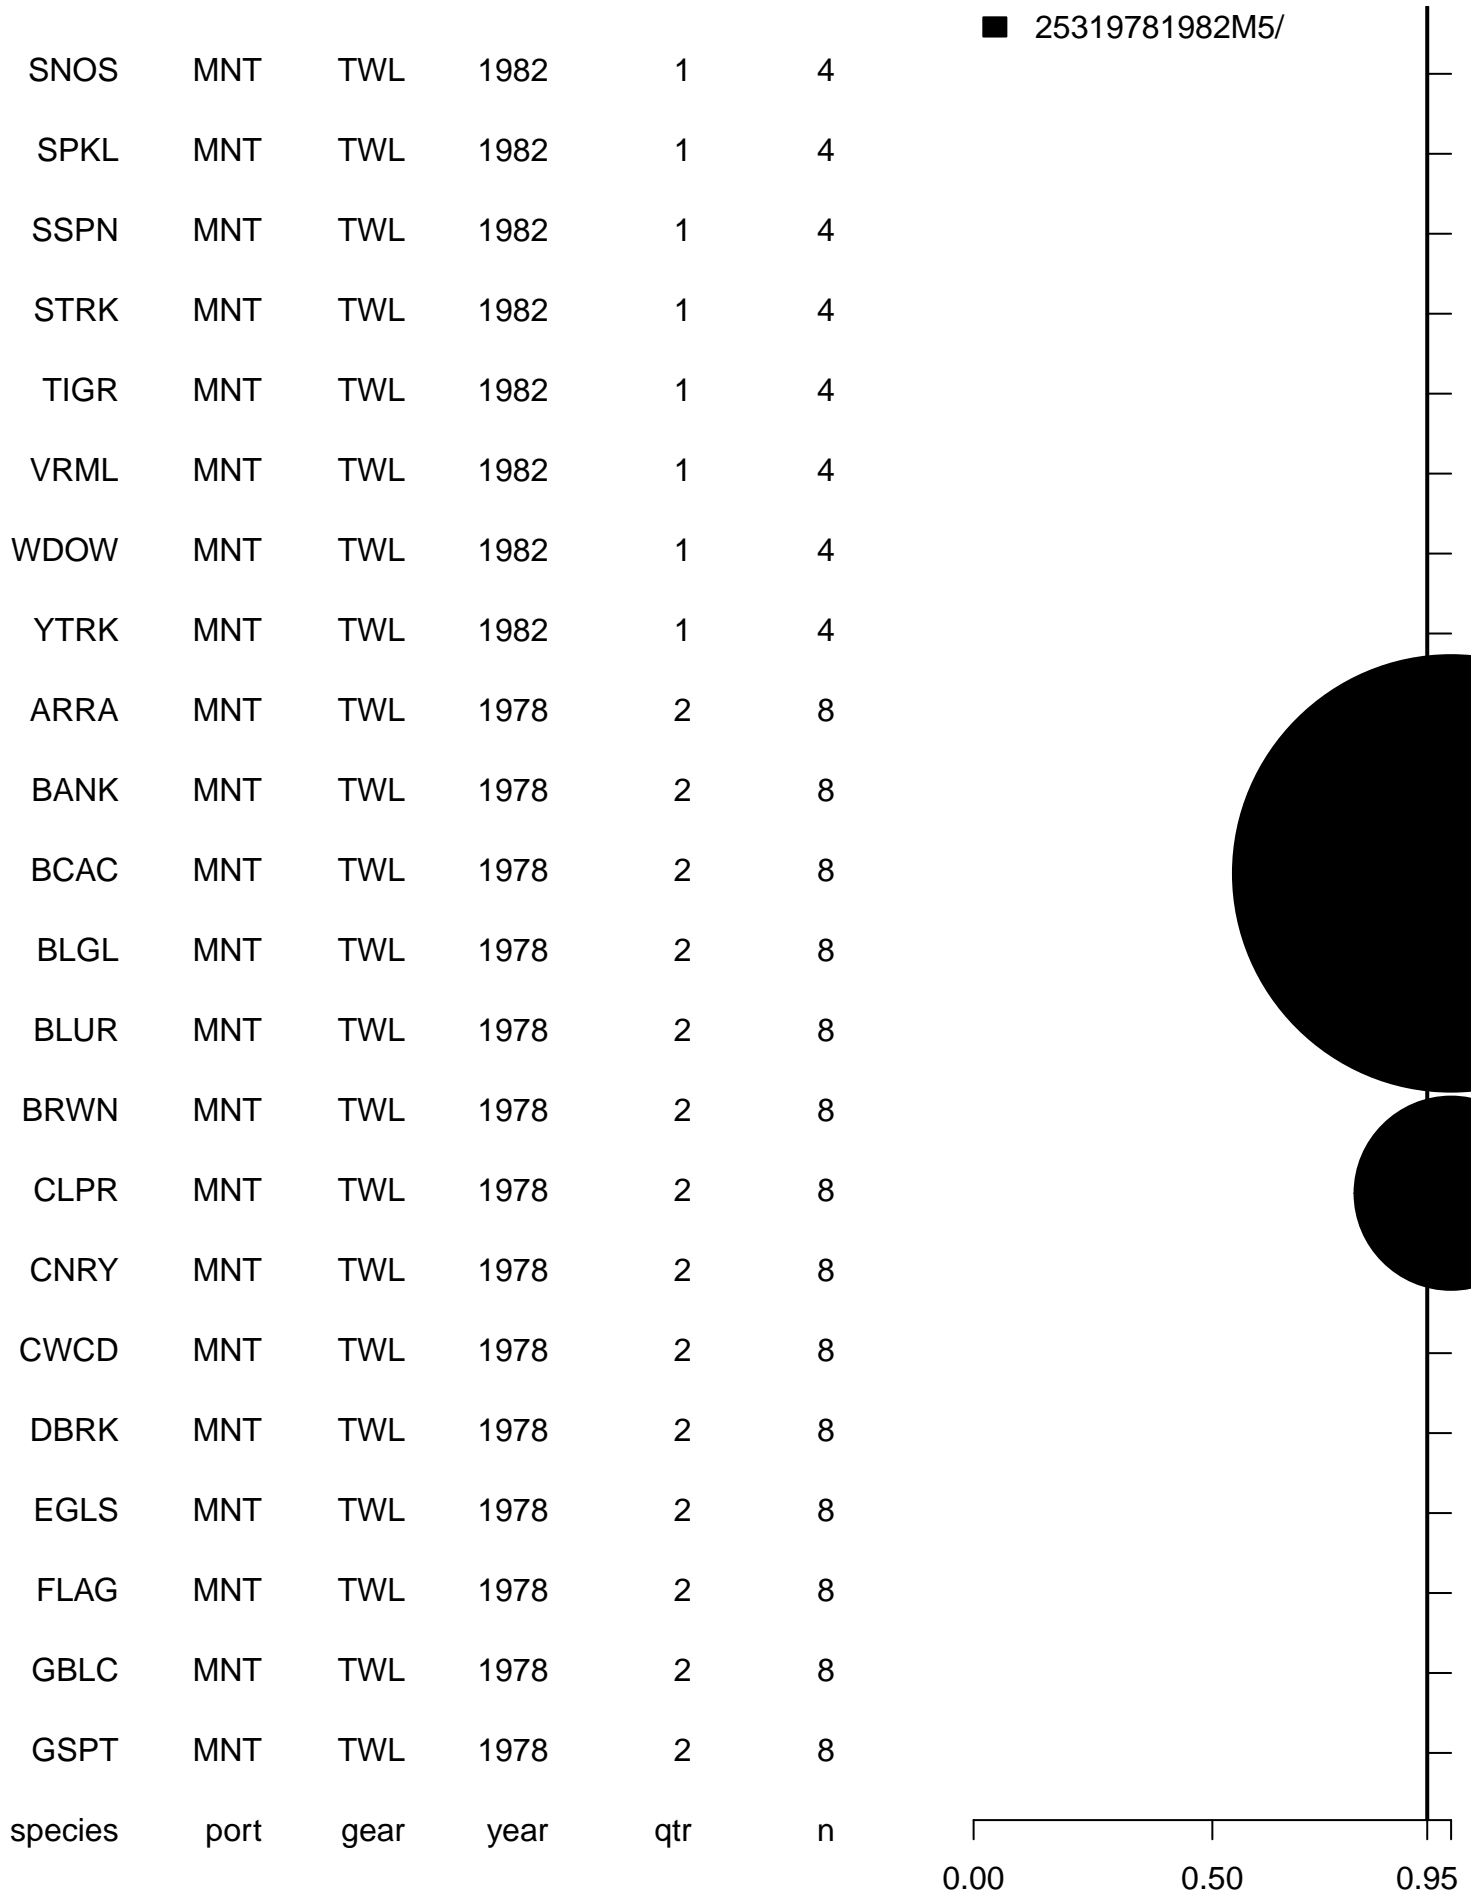 25319781982M5/
SNOS MNT TWL 1982 1 4
SPKL MNT TWL 1982 1 4
SSPN MNT TWL 1982 1 4
STRK MNT TWL 1982 1 4
TIGR MNT TWL 1982 1 4
VRML MNT TWL 1982 1 4
WDOW MNT TWL 1982 1 4
YTRK MNT TWL 1982 1 4
ARRA MNT TWL 1978 2 8
BANK MNT TWL 1978 2 8
BCAC MNT TWL 1978 2 8
BLGL MNT TWL 1978 2 8
BLUR MNT TWL 1978 2 8
BRWN MNT TWL 1978 2 8
CLPR MNT TWL 1978 2 8
CNRY MNT TWL 1978 2 8
CWCD MNT TWL 1978 2 8
DBRK MNT TWL 1978 2 8
EGLS MNT TWL 1978 2 8
FLAG MNT TWL 1978 2 8
GBLC MNT TWL 1978 2 8
GSPT MNT TWL 1978 2 8
species port gear year qtr n
0.00 0.50 0.95